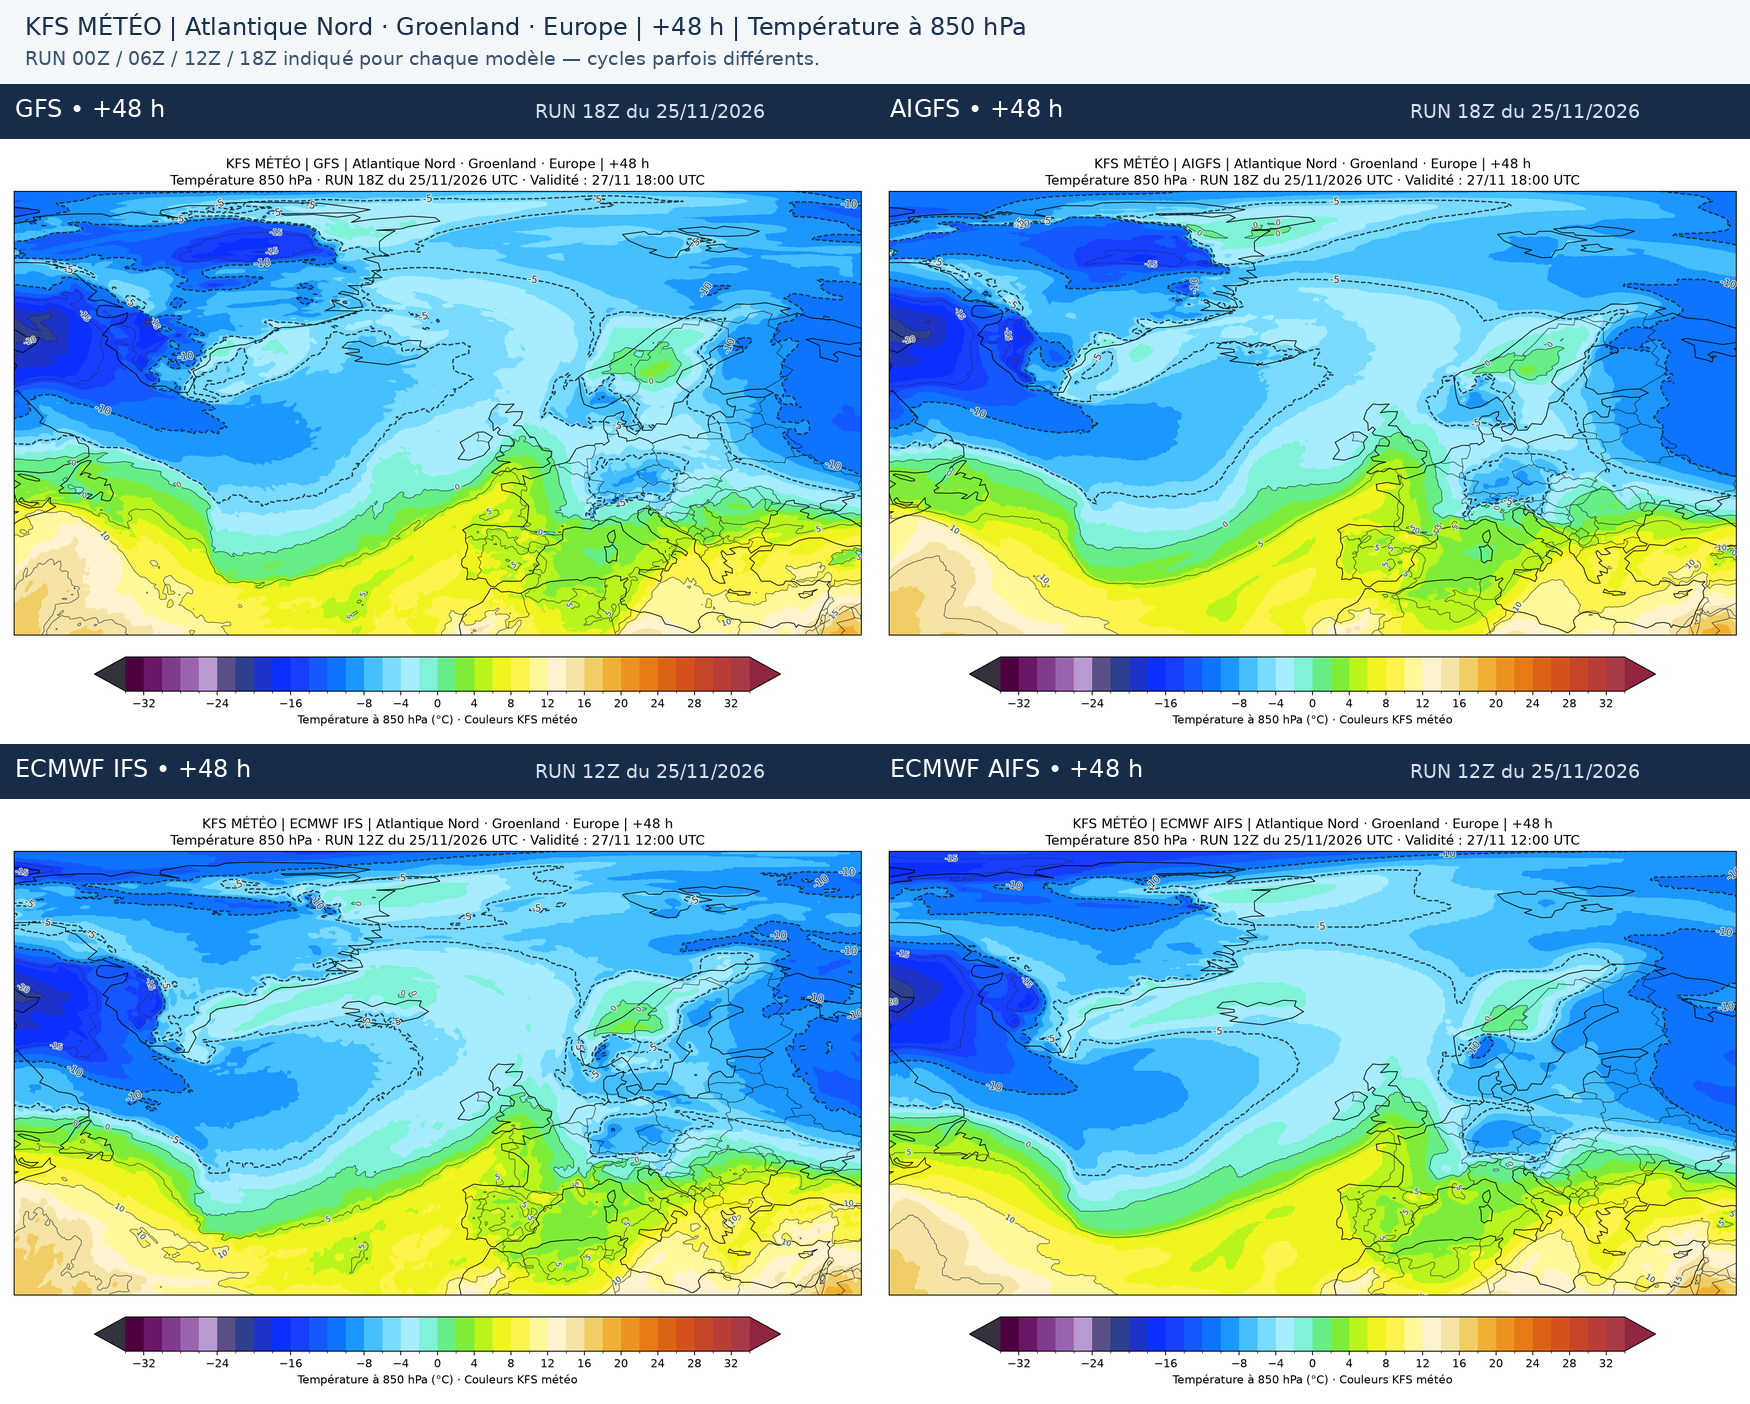 KFS MÉTÉO | Atlantique Nord · Groenland · Europe | +48 h | Température à 850 hPa
RUN 00Z / 06Z / 12Z / 18Z indiqué pour chaque modèle — cycles parfois différents.
GFS • +48 h
RUN 18Z du 25/11/2026
AIGFS • +48 h
RUN 18Z du 25/11/2026
KFS MÉTÉO | GFS | Atlantique Nord · Groenland · Europe | +48 h
Température 850 hPa · RUN 18Z du 25/11/2026 UTC · Validité : 27/11 18:00 UTC
KFS MÉTÉO | AIGFS | Atlantique Nord · Groenland · Europe | +48 h
Température 850 hPa · RUN 18Z du 25/11/2026 UTC · Validité : 27/11 18:00 UTC
−32 −24 −16 −8 −4 0 4 8 12 16 20 24 28 32
Température à 850 hPa (°C) · Couleurs KFS météo
−32 −24 −16 −8 −4 0 4 8 12 16 20 24 28 32
Température à 850 hPa (°C) · Couleurs KFS météo
ECMWF IFS • +48 h
RUN 12Z du 25/11/2026
ECMWF AIFS • +48 h
RUN 12Z du 25/11/2026
KFS MÉTÉO | ECMWF IFS | Atlantique Nord · Groenland · Europe | +48 h
Température 850 hPa · RUN 12Z du 25/11/2026 UTC · Validité : 27/11 12:00 UTC
KFS MÉTÉO | ECMWF AIFS | Atlantique Nord · Groenland · Europe | +48 h
Température 850 hPa · RUN 12Z du 25/11/2026 UTC · Validité : 27/11 12:00 UTC
−32 −24 −16 −8 −4 0 4 8 12 16 20 24 28 32
Température à 850 hPa (°C) · Couleurs KFS météo
−32 −24 −16 −8 −4 0 4 8 12 16 20 24 28 32
Température à 850 hPa (°C) · Couleurs KFS météo